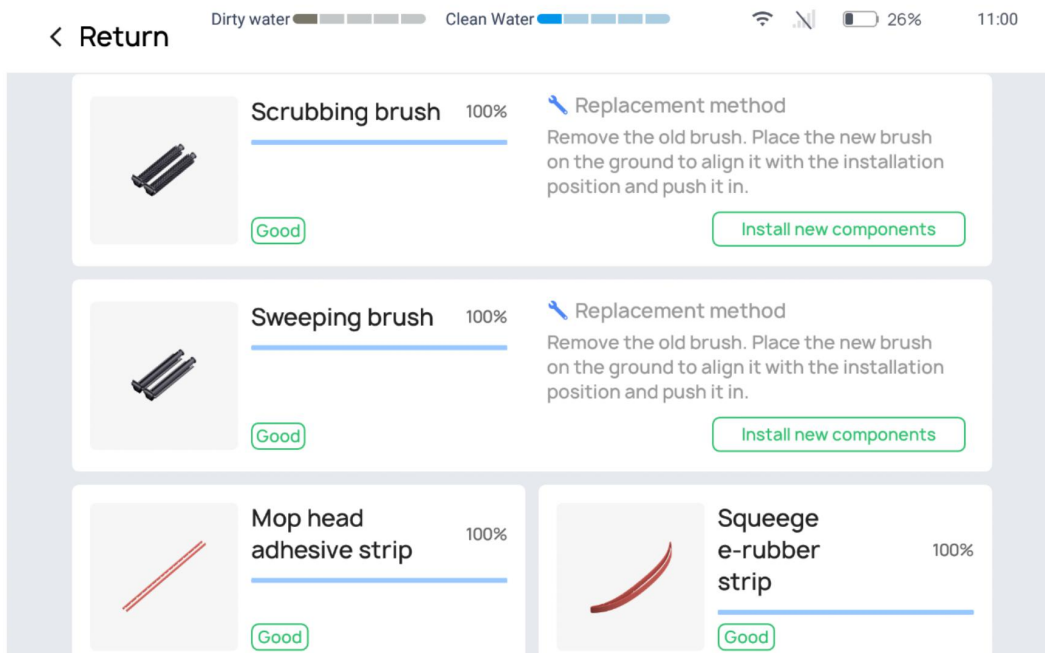 Dirty water
Clean Water
26%
11:00
Return
Scrubbing brush
100%
Good
Replacement method
Remove the old brush. Place the new brush
on the ground to align it with the installation
position and push it in.
Install new components
Sweeping brush
100%
Good
Replacement method
Remove the old brush. Place the new brush
on the ground to align it with the installation
position and push it in.
Install new components
Mop head
adhesive strip
100%
Good
Squeege
e-rubber
strip
100%
Good